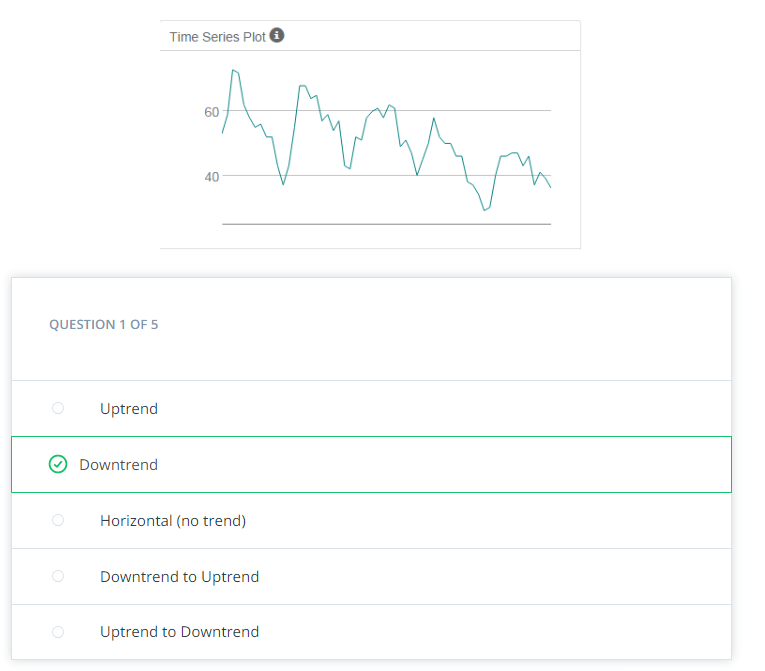 Time Series Plot
60
40
QUESTION 1 OF 5
Uptrend
Downtrend
Horizontal (no trend)
Downtrend to Uptrend
Uptrend to Downtrend